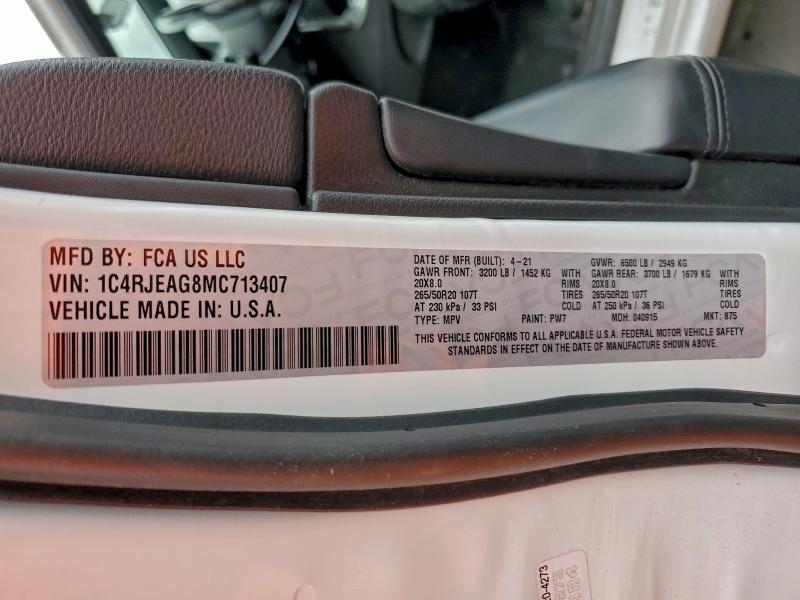 MFD BY: FCA US LLC
VIN: 1C4RJEAG8MC713407
VEHICLE MADE IN: U.S.A.
DATE OF MFR (BUILT): 4-21 GVWR: 6500 LB / 2949 KG
GAWR FRONT: 3200 LB / 1452 KG WITH GAWR REAR: 3700 LB / 1679 KG WITH
20X8.0 RIMS 20X8.0 RIMS
265/50R20 107T TIRES 265/50R20 107T TIRES
AT 230 kPa / 33 PSI COLD AT 250 kPa / 36 PSI COLD
TYPE: MPV PAINT: PW7 MDH: 040915 MKT: 875
THIS VEHICLE CONFORMS TO ALL APPLICABLE U.S.A. FEDERAL MOTOR VEHICLE SAFETY
STANDARDS IN EFFECT ON THE DATE OF MANUFACTURE SHOWN ABOVE.
0-4273